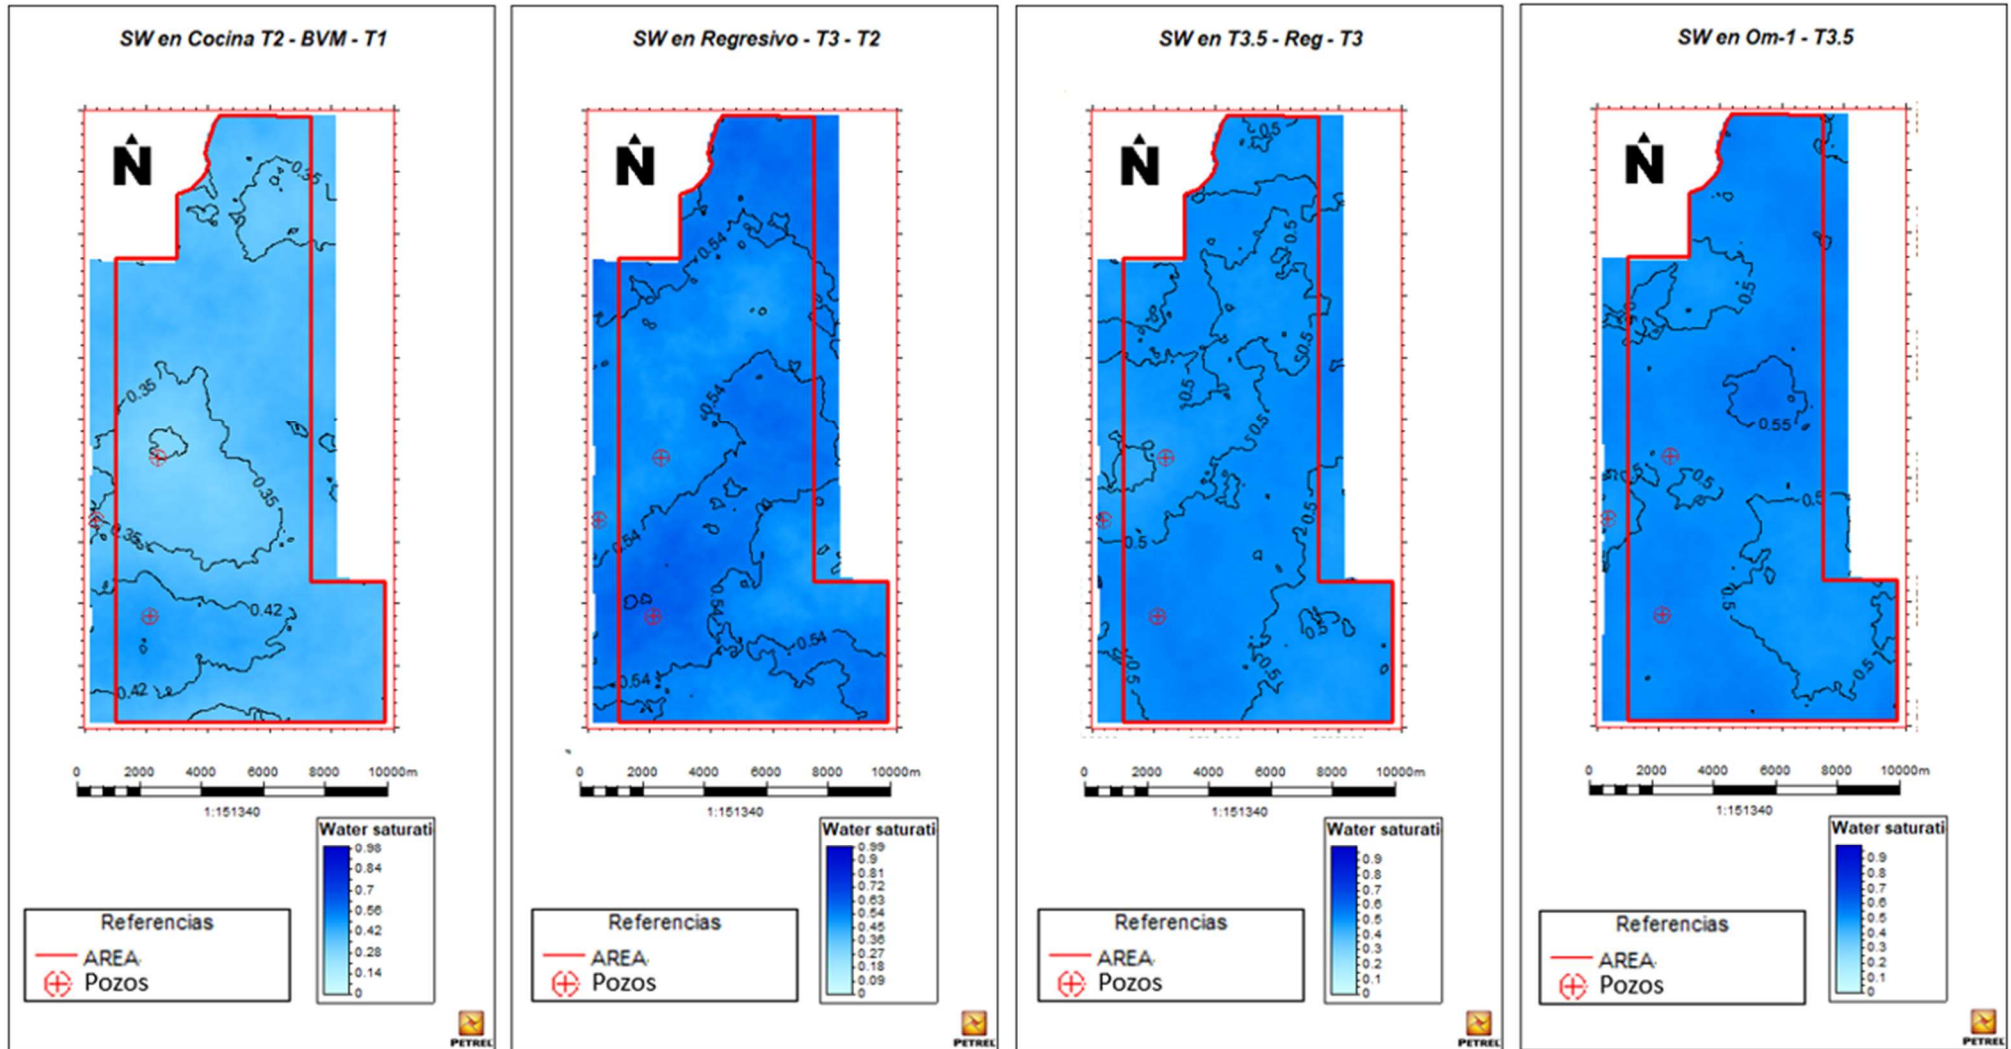 SW en Cocina T2 - BVM - T1
N
0.35
0.35
0.35
0.35
0.42
0.42
0 2000 4000 6000 8000 10000m
1:151340
Water saturati
0.98
0.84
0.7
0.56
0.42
0.28
0.14
0
Referencias
AREA
Pozos
PETREL
SW en Regresivo - T3 - T2
N
0.54
0.54
0.54
0.54
0.54
0.54
0 2000 4000 6000 8000 10000m
1:151340
Water saturati
0.99
0.9
0.81
0.72
0.63
0.54
0.45
0.36
0.27
0.18
0.09
0
Referencias
AREA
Pozos
PETREL
SW en T3.5 - Reg - T3
N
0.5
0.5
0.5
0.5
0.5
0.5
0.5
0.5
0.5
0.5
0 2000 4000 6000 8000 10000m
1:151340
Water saturati
0.9
0.8
0.7
0.6
0.5
0.4
0.3
0.2
0.1
0
Referencias
AREA
Pozos
PETREL
SW en Om-1 - T3.5
N
0.5
0.55
0.5
0.5
0.5
0.5
0.5
0 2000 4000 6000 8000 10000m
1:151340
Water saturati
0.9
0.8
0.7
0.6
0.5
0.4
0.3
0.2
0.1
0
Referencias
AREA
Pozos
PETREL